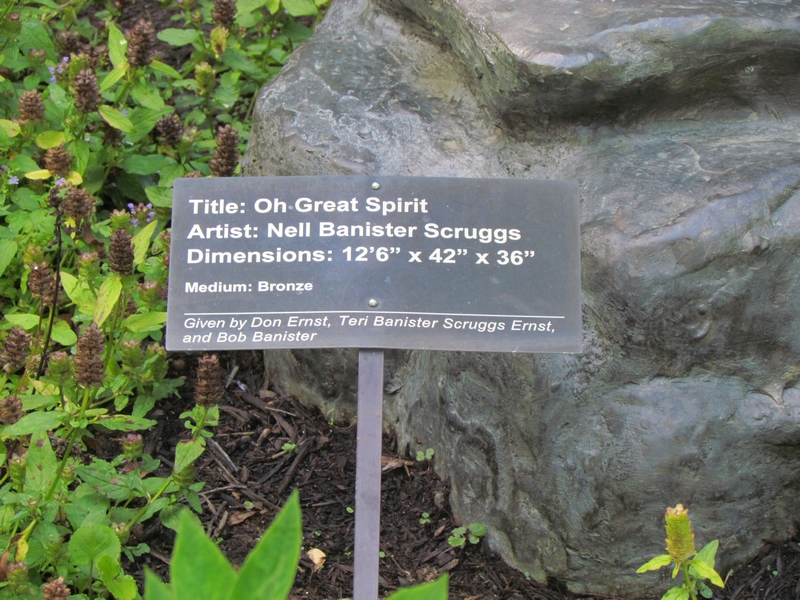 Title: Oh Great Spirit
Artist: Nell Banister Scruggs
Dimensions: 12'6" x 42" x 36"
Medium: Bronze
Given by Don Ernst, Teri Banister Scruggs Ernst,
and Bob Banister